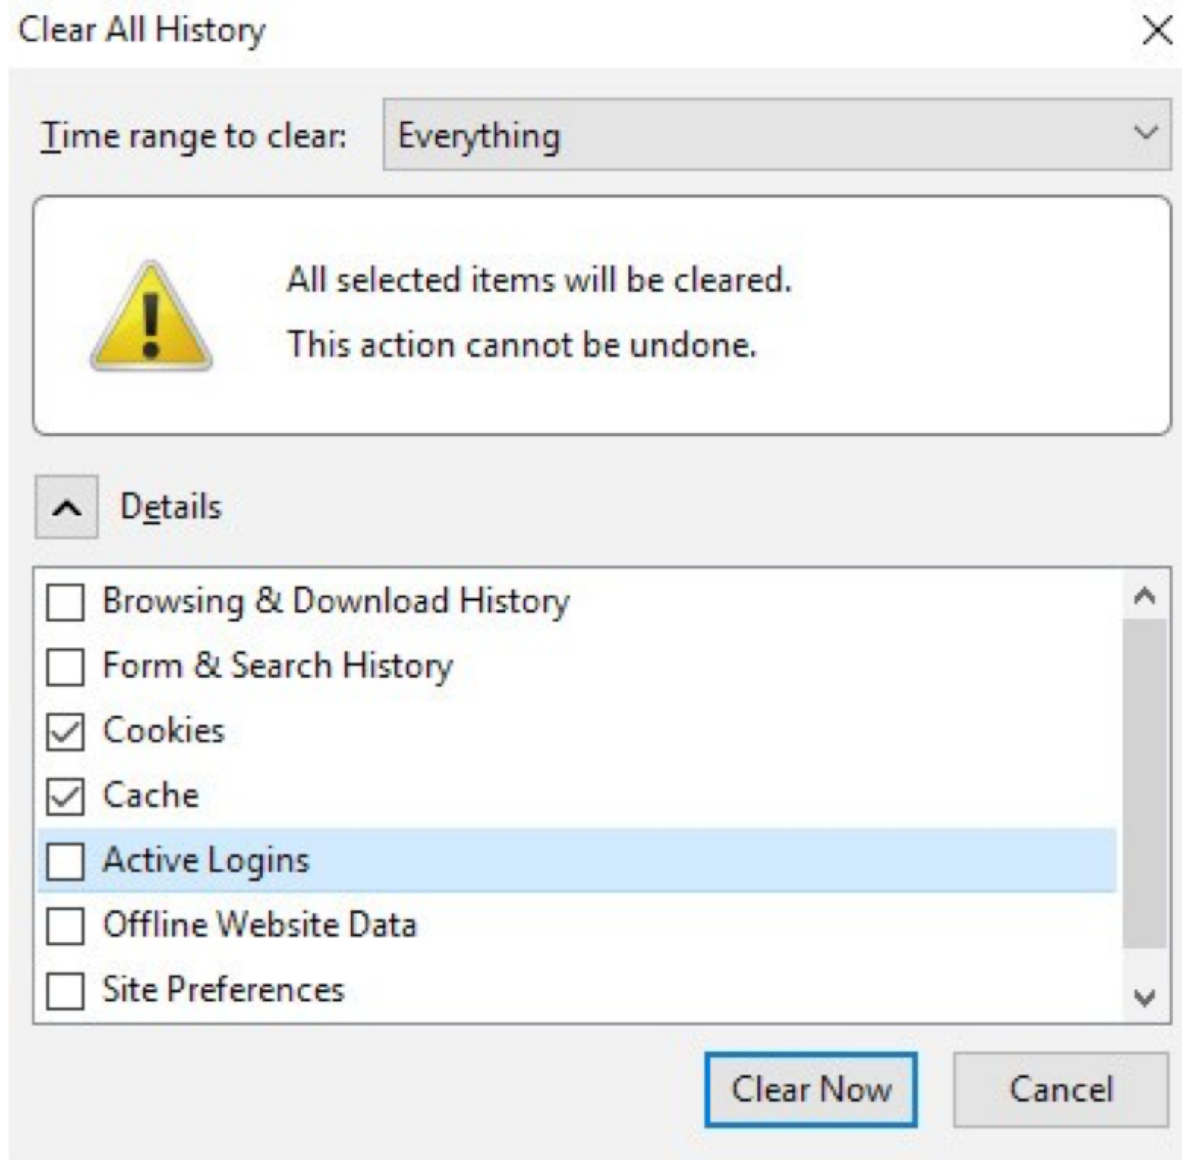 Clear All History
Time range to clear: Everything
All selected items will be cleared.
This action cannot be undone.
Details
Browsing & Download History
Form & Search History
Cookies
Cache
Active Logins
Offline Website Data
Site Preferences
Clear Now Cancel